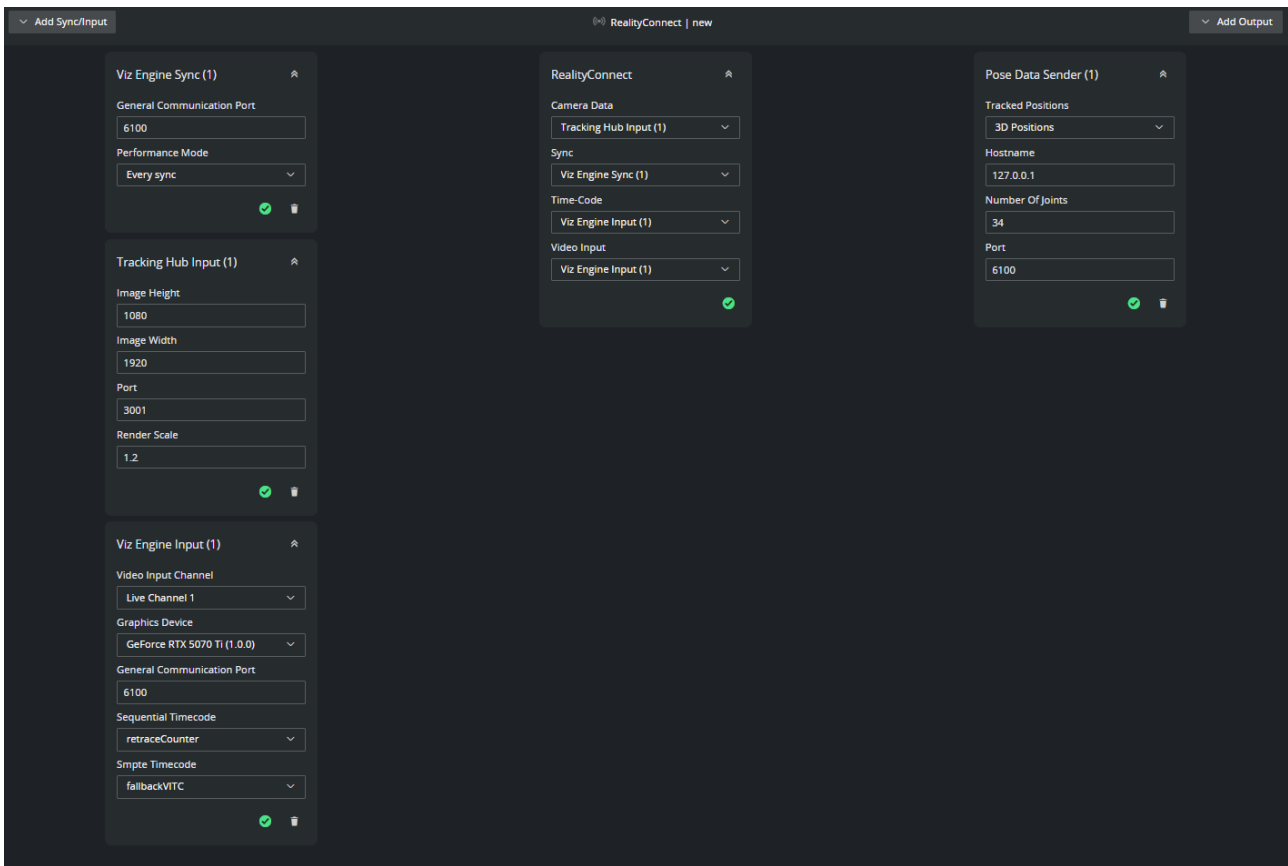 Add Sync/Input
RealityConnect | new
Add Output
Viz Engine Sync (1)
General Communication Port
6100
Performance Mode
Every sync
Tracking Hub Input (1)
Image Height
1080
Image Width
1920
Port
3001
Render Scale
1.2
Viz Engine Input (1)
Video Input Channel
Live Channel 1
Graphics Device
GeForce RTX 5070 Ti (1.0.0)
General Communication Port
6100
Sequential Timecode
retraceCounter
Smpte Timecode
fallbackVITC
RealityConnect
Camera Data
Tracking Hub Input (1)
Sync
Viz Engine Sync (1)
Time-Code
Viz Engine Input (1)
Video Input
Viz Engine Input (1)
Pose Data Sender (1)
Tracked Positions
3D Positions
Hostname
127.0.0.1
Number Of Joints
34
Port
6100